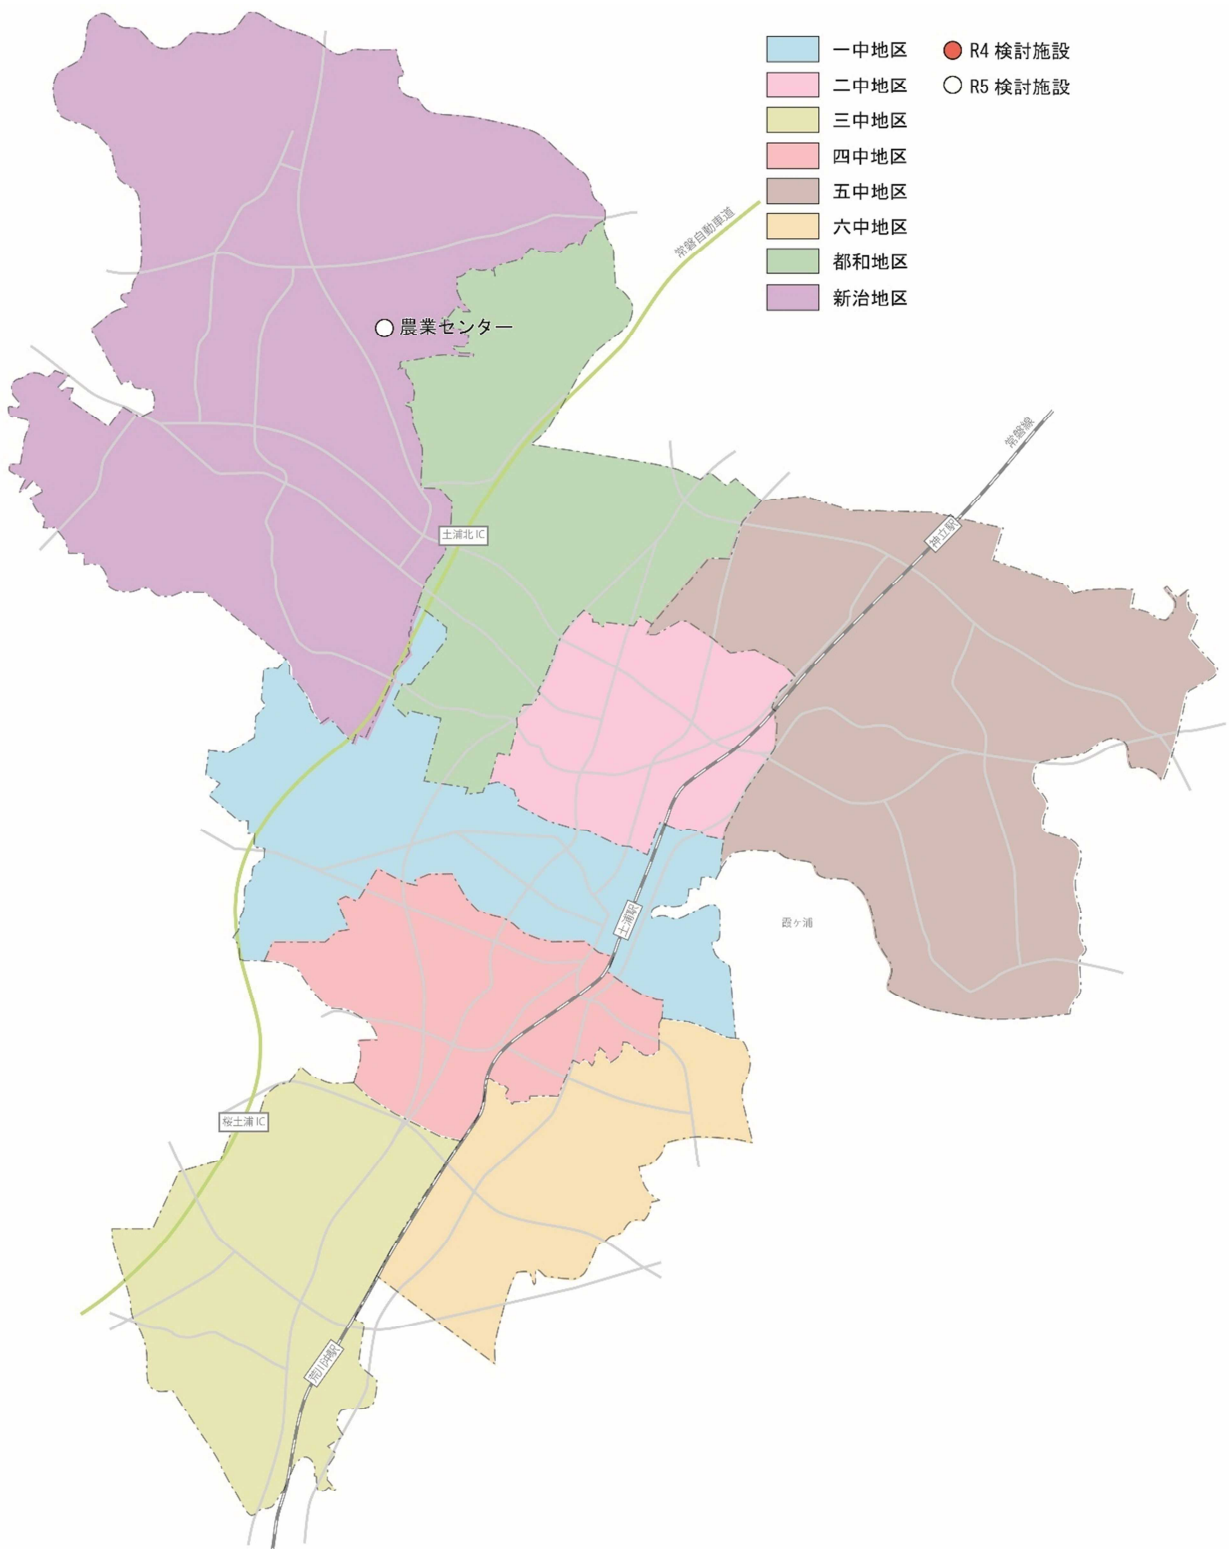 一中地区
二中地区
三中地区
四中地区
五中地区
六中地区
都和地区
新治地区
R4 検討施設
R5 検討施設
常磐自動車道
農業センター
常磐線
土浦北IC
神立駅
土浦駅
霞ヶ浦
桜土浦IC
荒川沖駅